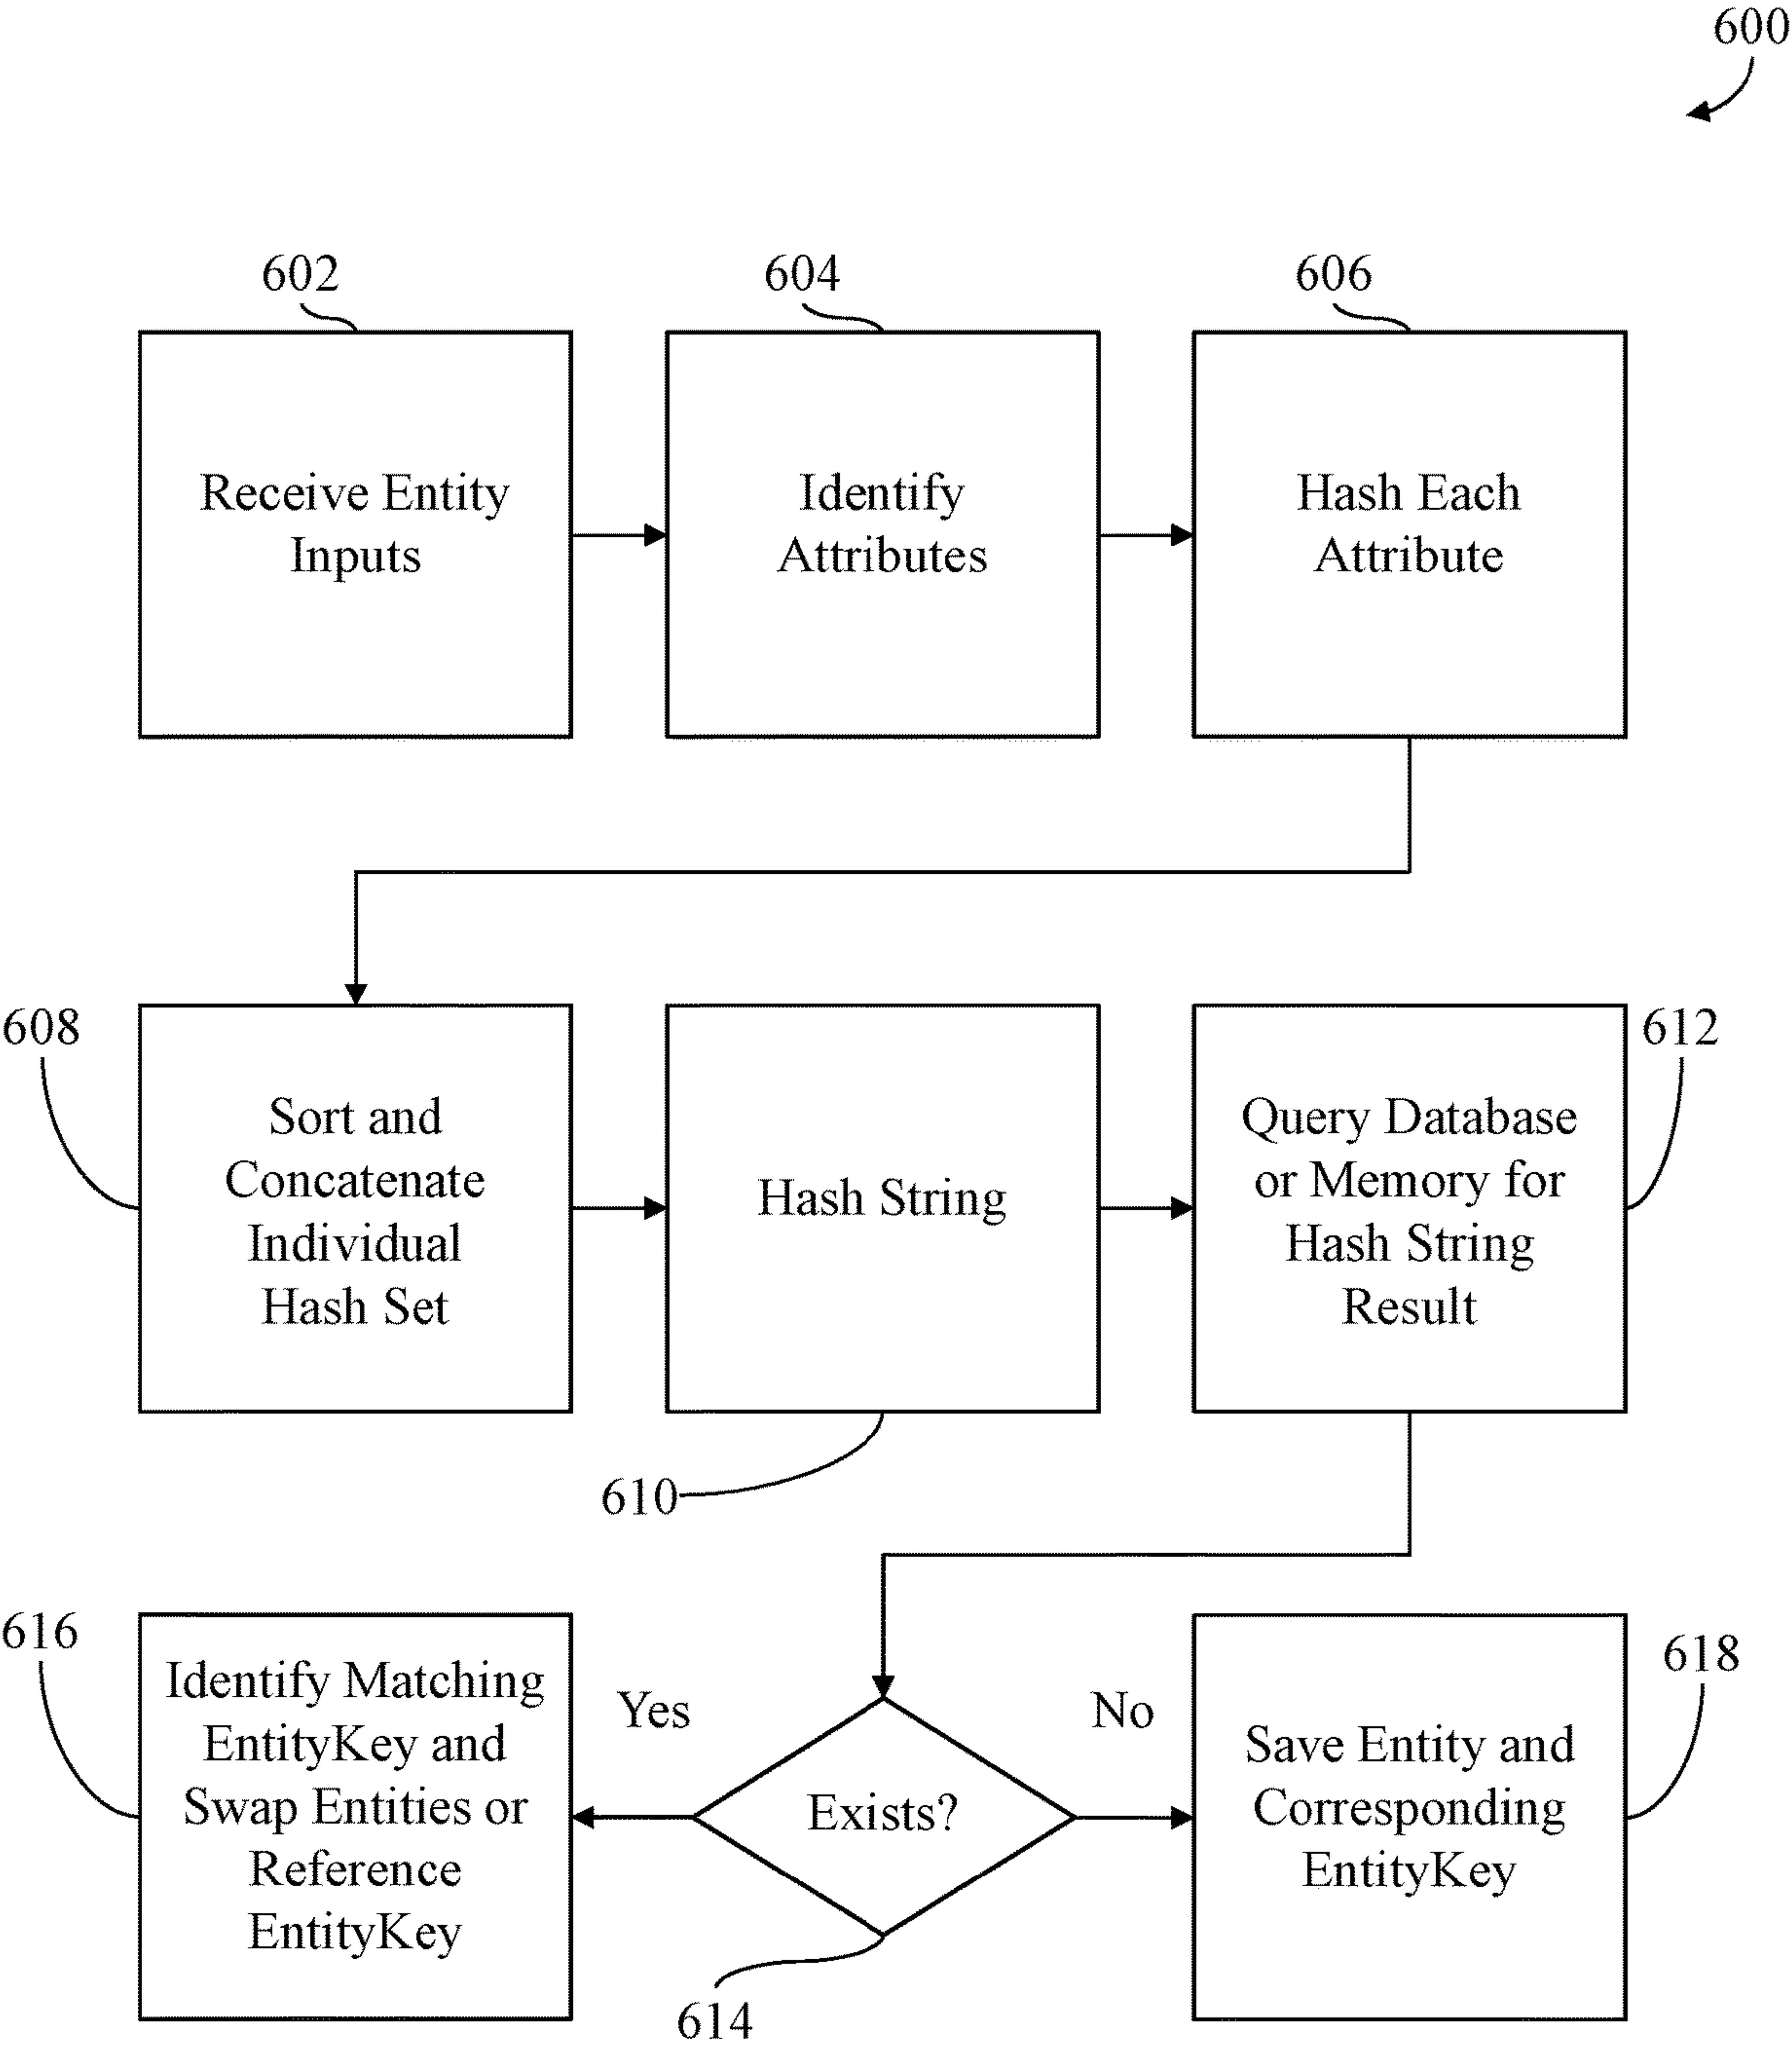 600
602
604
606
Receive Entity
Inputs
Identify
Attributes
Hash Each
Attribute
608
Sort and
Concatenate
Individual
Hash Set
Hash String
610
Query Database
or Memory for
Hash String
Result
612
616
Identify Matching
EntityKey and
Swap Entities or
Reference
EntityKey
Yes
Exists?
No
614
Save Entity and
Corresponding
EntityKey
618